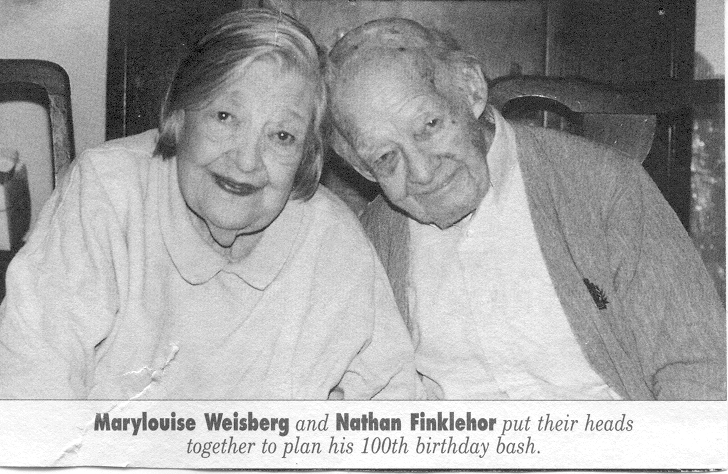 Marylouise Weisberg and Nathan Finklehor put their heads
together to plan his 100th birthday bash.